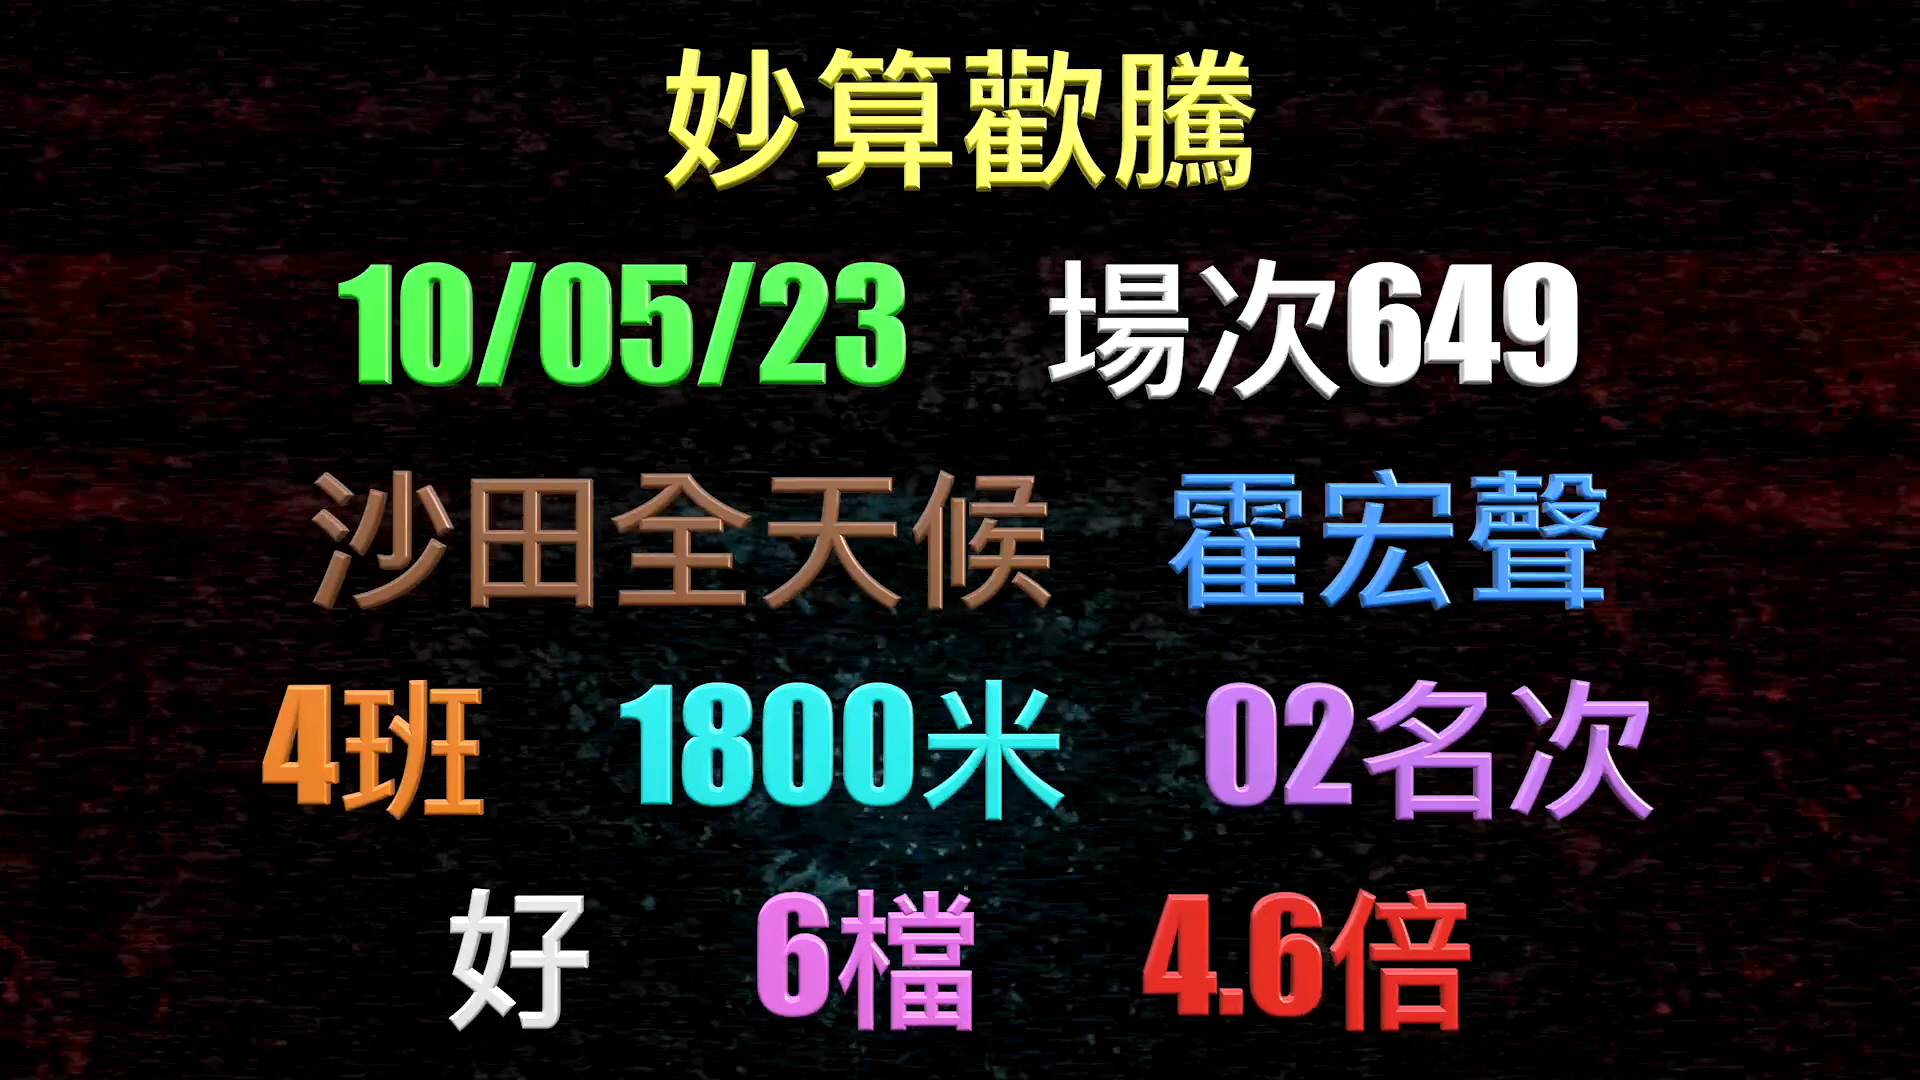 妙算歡騰
10/05/23 場次649
沙田全天候 霍宏聲
4班 1800米 02名次
好 6檔 4.6倍